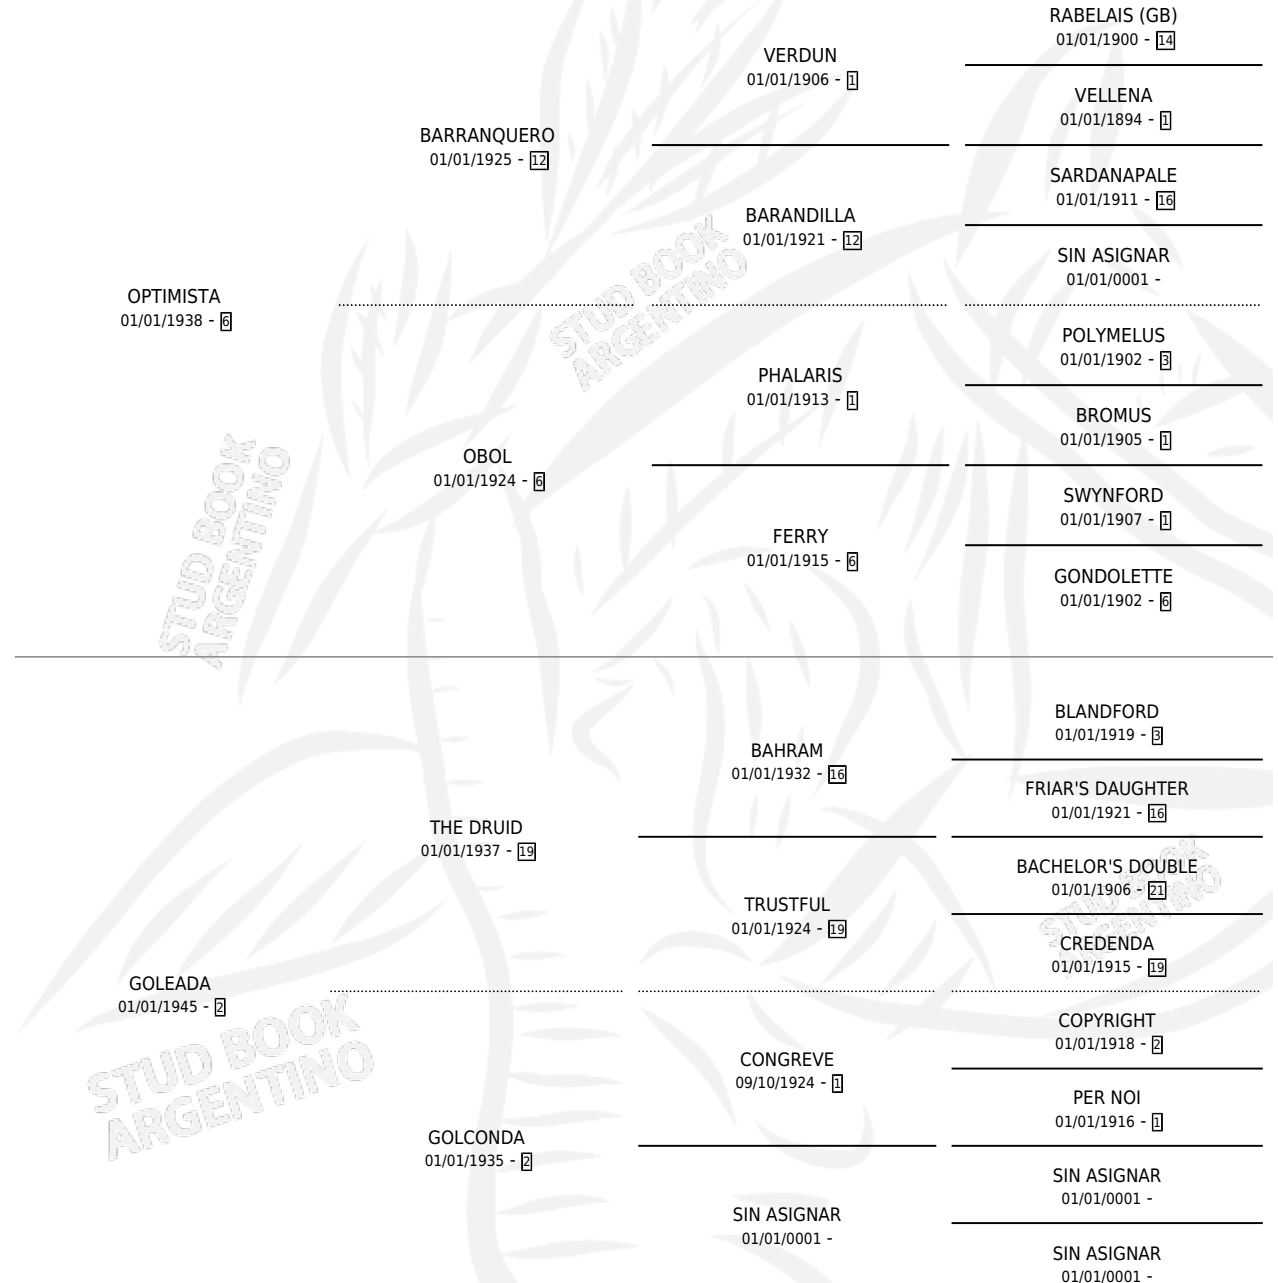 RABELAIS (GB)
01/01/1900 - 14
VERDUN
01/01/1906 - 1
VELLENA
01/01/1894 - 1
BARRANQUERO
01/01/1925 - 12
SARDANAPALE
01/01/1911 - 16
BARANDILLA
01/01/1921 - 12
SIN ASIGNAR
01/01/0001 -
OPTIMISTA
01/01/1938 - 6
POLYMELUS
01/01/1902 - 3
PHALARIS
01/01/1913 - 1
BROMUS
01/01/1905 - 1
OBOL
01/01/1924 - 6
SWYNFORD
01/01/1907 - 1
FERRY
01/01/1915 - 6
GONDOLETTE
01/01/1902 - 6
STUD BOOK
ARGENTINO
STUD BOOK
ARGENTINO
BLANDFORD
01/01/1919 - 3
BAHRAM
01/01/1932 - 16
FRIAR'S DAUGHTER
01/01/1921 - 16
THE DRUID
01/01/1937 - 19
BACHELOR'S DOUBLE
01/01/1906 - 21
TRUSTFUL
01/01/1924 - 19
CREDENDA
01/01/1915 - 19
STUD BOOK
ARGENTINO
GOLEADA
01/01/1945 - 2
COPYRIGHT
01/01/1918 - 2
CONGREVE
09/10/1924 - 1
PER NOI
01/01/1916 - 1
GOLCONDA
01/01/1935 - 2
SIN ASIGNAR
01/01/0001 -
SIN ASIGNAR
01/01/0001 -
SIN ASIGNAR
01/01/0001 -
STUD BOOK
ARGENTINO